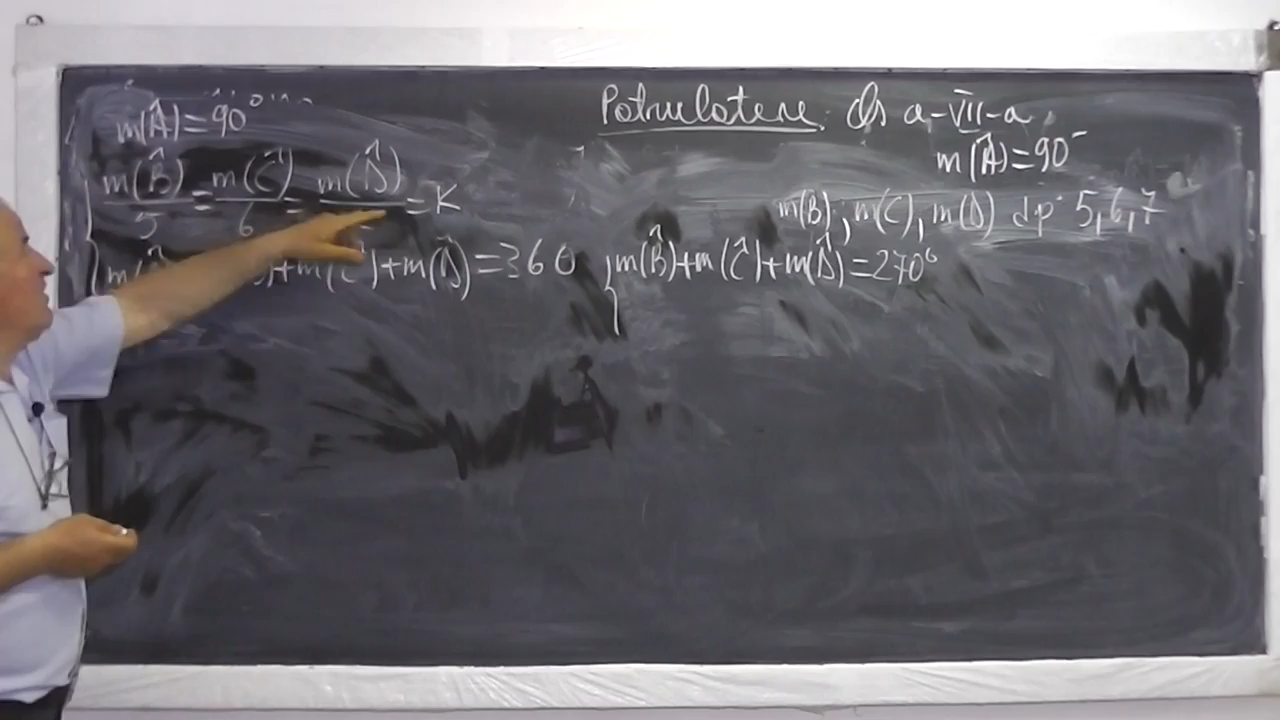 Patrulatere cls a-VII-a
m(Â)=90°
m(B), m(C), m(D) dp 5,6,7
m(Â)=90°
m(B̂)/5 = m(Ĉ)/6 = m(D̂)/ = K
+m(Ĉ)+m(D̂)=360
m(B̂)+m(Ĉ)+m(D̂)=270°